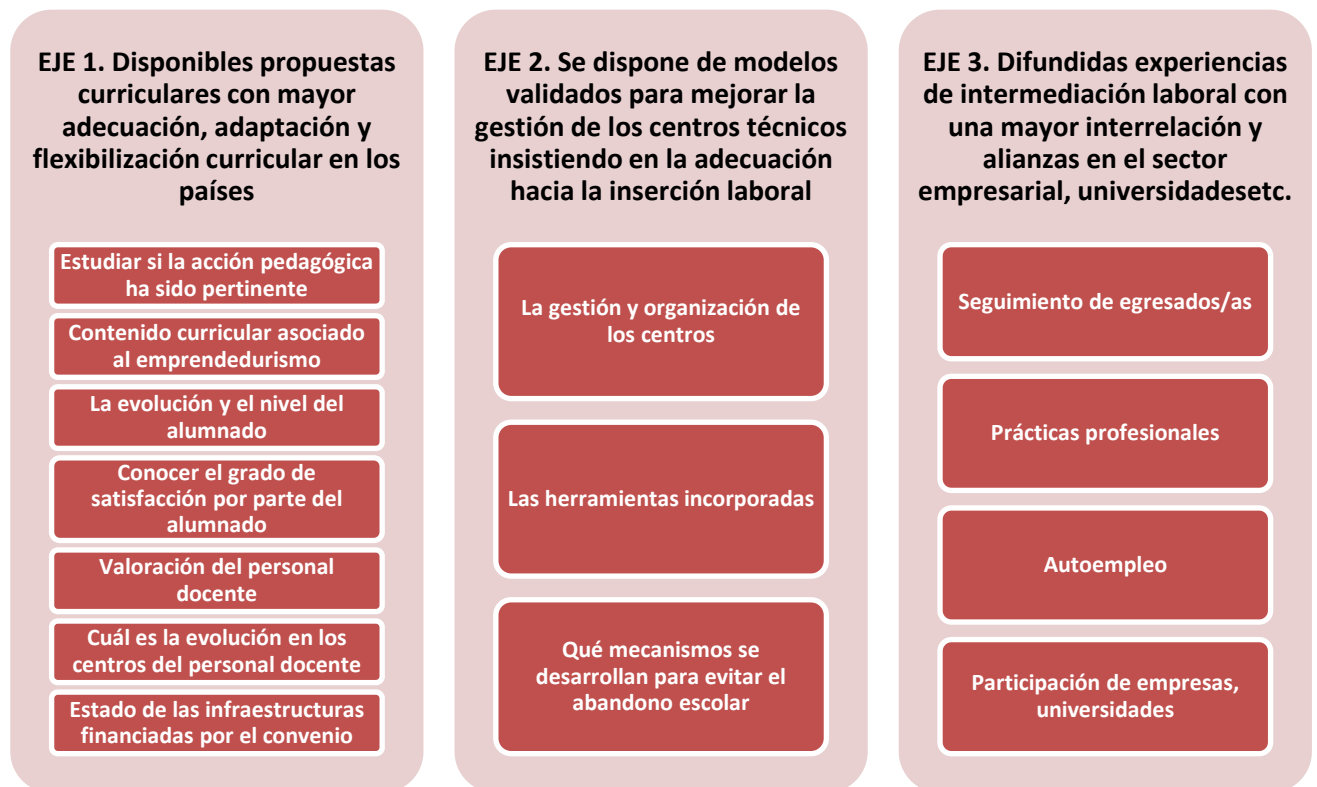 EJE 1. Disponibles propuestas
curriculares con mayor
adecuación, adaptación y
flexibilización curricular en los
países
Estudiar si la acción pedagógica
ha sido pertinente
Contenido curricular asociado
al emprendedurismo
La evolución y el nivel del
alumnado
Conocer el grado de
satisfacción por parte del
alumnado
Valoración del personal
docente
Cuál es la evolución en los
centros del personal docente
Estado de las infraestructuras
financiadas por el convenio
EJE 2. Se dispone de modelos
validados para mejorar la
gestión de los centros técnicos
insistiendo en la adecuación
hacia la inserción laboral
La gestión y organización de
los centros
Las herramientas incorporadas
Qué mecanismos se
desarrollan para evitar el
abandono escolar
EJE 3. Difundidas experiencias
de intermediación laboral con
una mayor interrelación y
alianzas en el sector
empresarial, universidadesetc.
Seguimiento de egresados/as
Prácticas profesionales
Autoempleo
Participación de empresas,
universidades